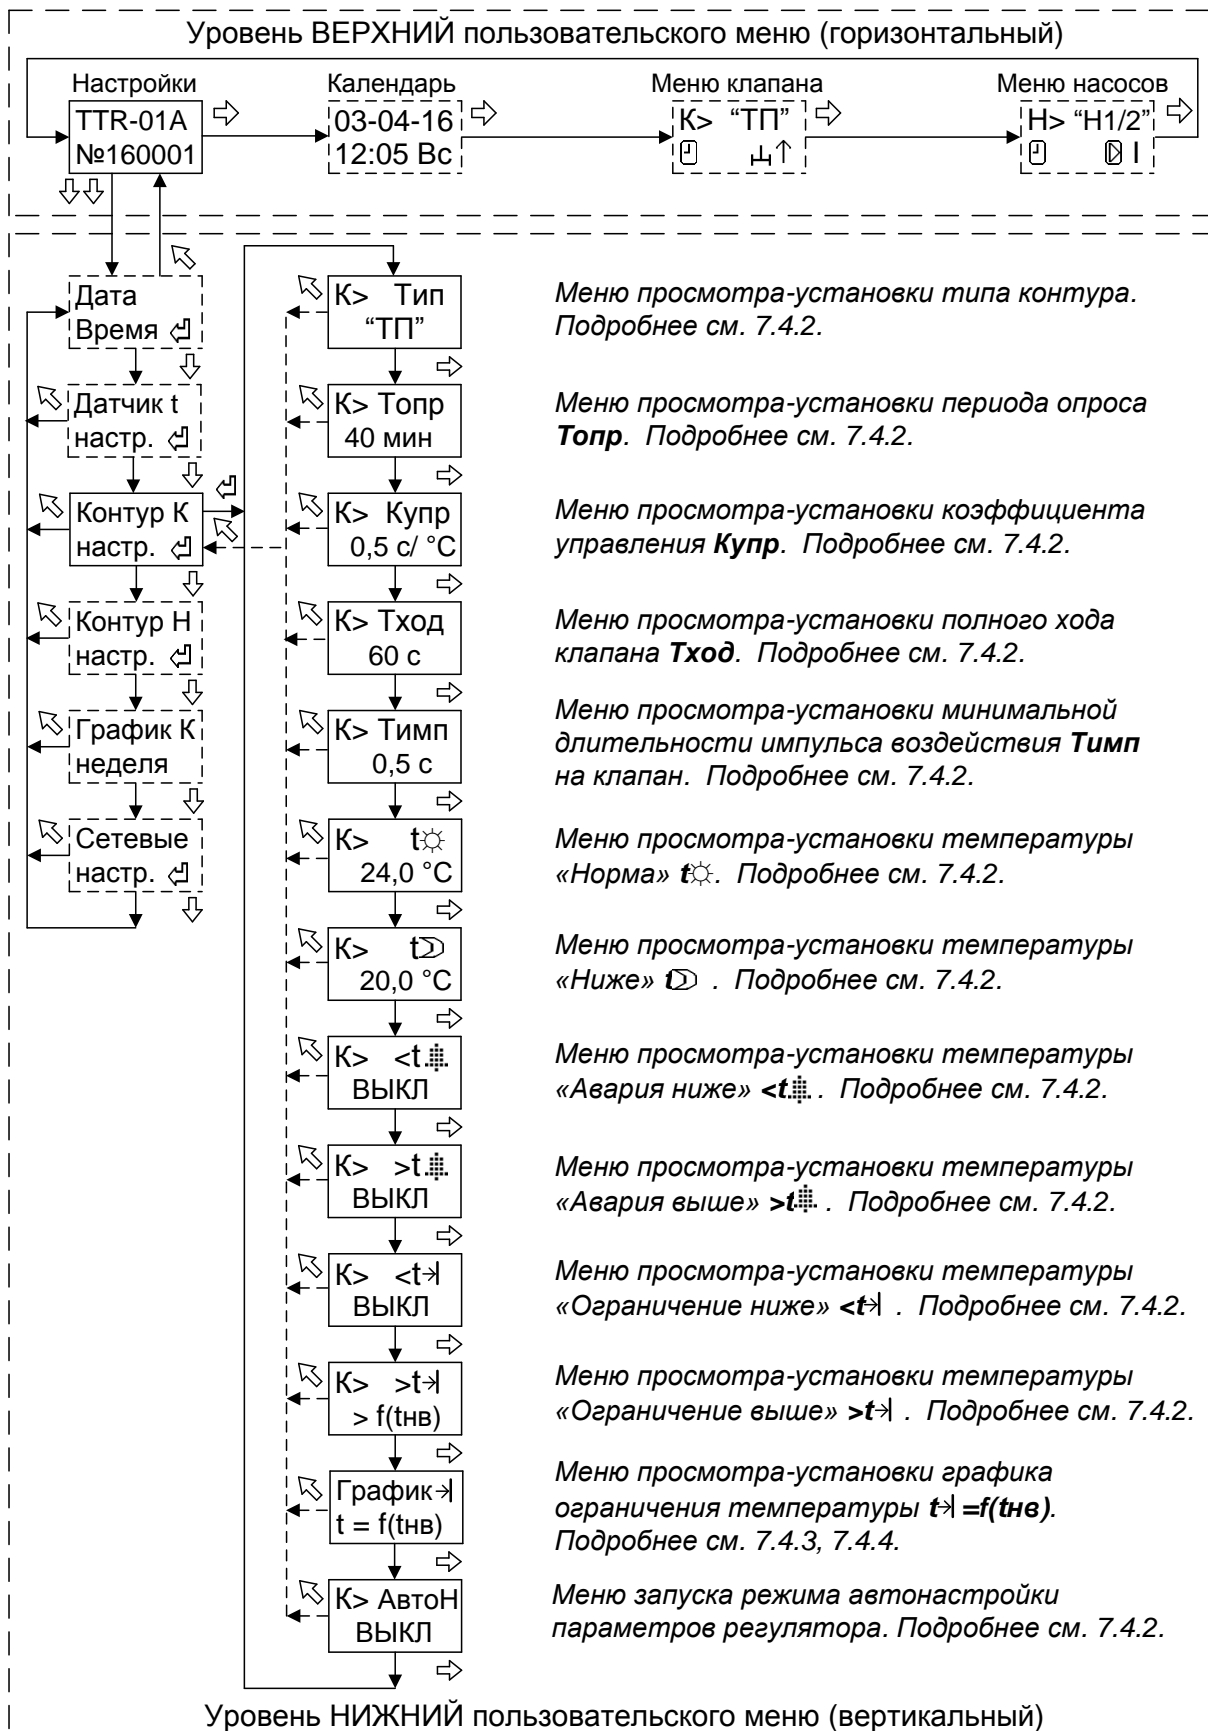 Уровень ВЕРХНИЙ пользовательского меню (горизонтальный)
Настройки
TTR-01A
№160001
Календарь
03-04-16
12:05 Вс
Меню клапана
К> “ТП”
Меню насосов
Н> “Н1/2”
I
Дата
Время
Датчик t
настр.
Контур К
настр.
Контур Н
настр.
График К
неделя
Сетевые
настр.
К> Тип
“ТП”
Меню просмотра-установки типа контура.
Подробнее см. 7.4.2.
К> Топр
40 мин
Меню просмотра-установки периода опроса
Топр. Подробнее см. 7.4.2.
К> Купр
0,5 с/ °С
Меню просмотра-установки коэффициента
управления Купр. Подробнее см. 7.4.2.
К> Тход
60 с
Меню просмотра-установки полного хода
клапана Тход. Подробнее см. 7.4.2.
К> Тимп
0,5 с
Меню просмотра-установки минимальной
длительности импульса воздействия Тимп
на клапан. Подробнее см. 7.4.2.
К> t☼
24,0 °С
Меню просмотра-установки температуры
«Норма» t☼. Подробнее см. 7.4.2.
К> t
20,0 °С
Меню просмотра-установки температуры
«Ниже» t . Подробнее см. 7.4.2.
К> <t
ВЫКЛ
Меню просмотра-установки температуры
«Авария ниже» <t . Подробнее см. 7.4.2.
К> >t
ВЫКЛ
Меню просмотра-установки температуры
«Авария выше» >t . Подробнее см. 7.4.2.
К> <t
ВЫКЛ
Меню просмотра-установки температуры
«Ограничение ниже» <t . Подробнее см. 7.4.2.
К> >t
> f(tнв)
Меню просмотра-установки температуры
«Ограничение выше» >t . Подробнее см. 7.4.2.
График
t = f(tнв)
Меню просмотра-установки графика
ограничения температуры t =f(tнв).
Подробнее см. 7.4.3, 7.4.4.
К> АвтоН
ВЫКЛ
Меню запуска режима автонастройки
параметров регулятора. Подробнее см. 7.4.2.
Уровень НИЖНИЙ пользовательского меню (вертикальный)